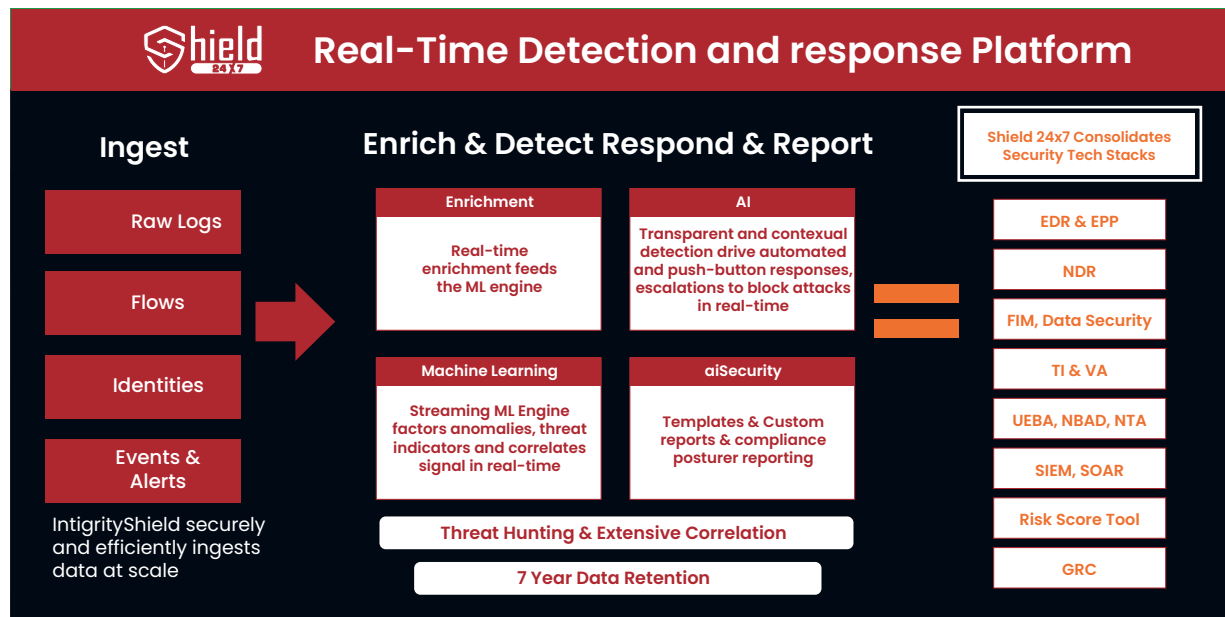 Shield
24X7
Real-Time Detection and response Platform
Ingest
Raw Logs
Flows
Identities
Events &
Alerts
IntigrityShield securely
and efficiently ingests
data at scale
Enrich & Detect Respond & Report
Enrichment
Real-time
enrichment feeds
the ML engine
AI
Transparent and contexual
detection drive automated
and push-button responses,
escalations to block attacks
in real-time
Machine Learning
Streaming ML Engine
factors anomalies, threat
indicators and correlates
signal in real-time
aiSecurity
Templates & Custom
reports & compliance
posturer reporting
Threat Hunting & Extensive Correlation
7 Year Data Retention
Shield 24x7 Consolidates
Security Tech Stacks
EDR & EPP
NDR
FIM, Data Security
TI & VA
UEBA, NBAD, NTA
SIEM, SOAR
Risk Score Tool
GRC